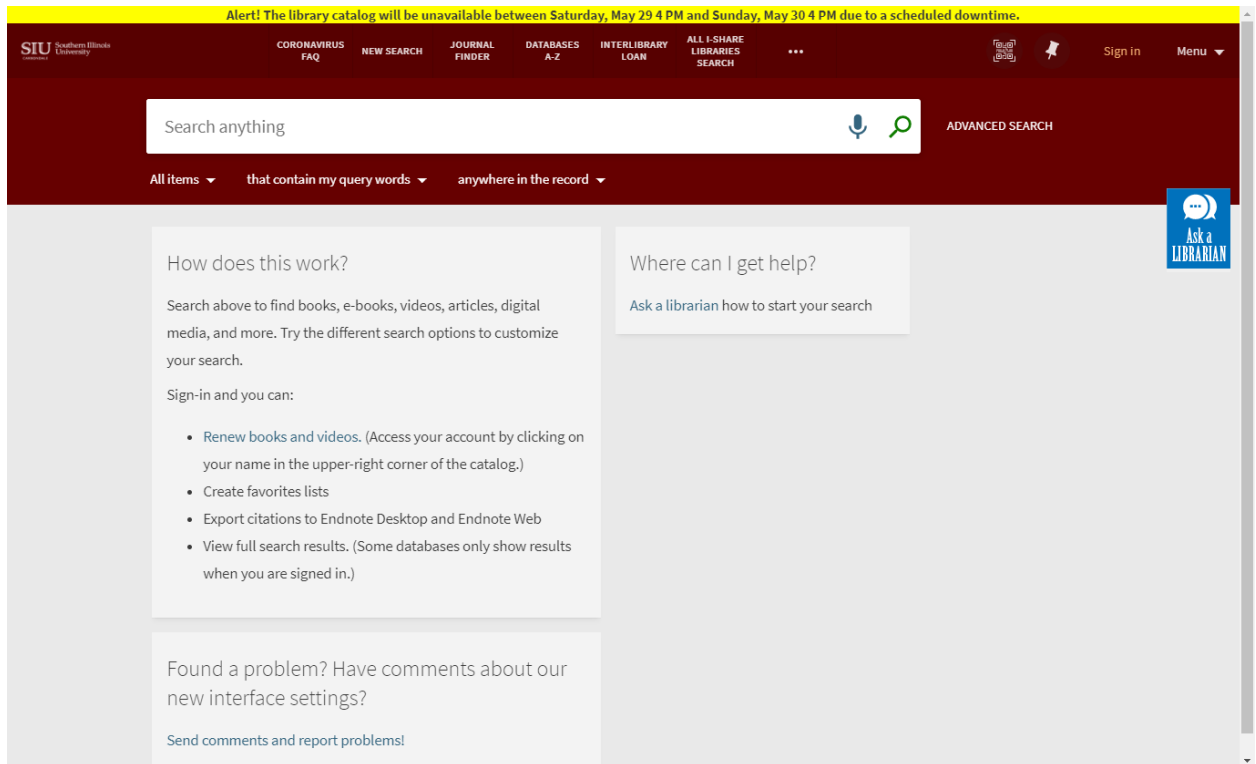 Alert! The library catalog will be unavailable between Saturday, May 29 4 PM and Sunday, May 30 4 PM due to a scheduled downtime.
SIU Southern Illinois
University
CARBONDALE
CORONAVIRUS
FAQ
NEW SEARCH
JOURNAL
FINDER
DATABASES
A-Z
INTERLIBRARY
LOAN
ALL I-SHARE
LIBRARIES
SEARCH
•••
Sign in
Menu
Search anything
ADVANCED SEARCH
All items
that contain my query words
anywhere in the record
Ask a
LIBRARIAN
How does this work?
Search above to find books, e-books, videos, articles, digital
media, and more. Try the different search options to customize
your search.
Sign-in and you can:
• Renew books and videos. (Access your account by clicking on
your name in the upper-right corner of the catalog.)
• Create favorites lists
• Export citations to Endnote Desktop and Endnote Web
• View full search results. (Some databases only show results
when you are signed in.)
Where can I get help?
Ask a librarian how to start your search
Found a problem? Have comments about our
new interface settings?
Send comments and report problems!